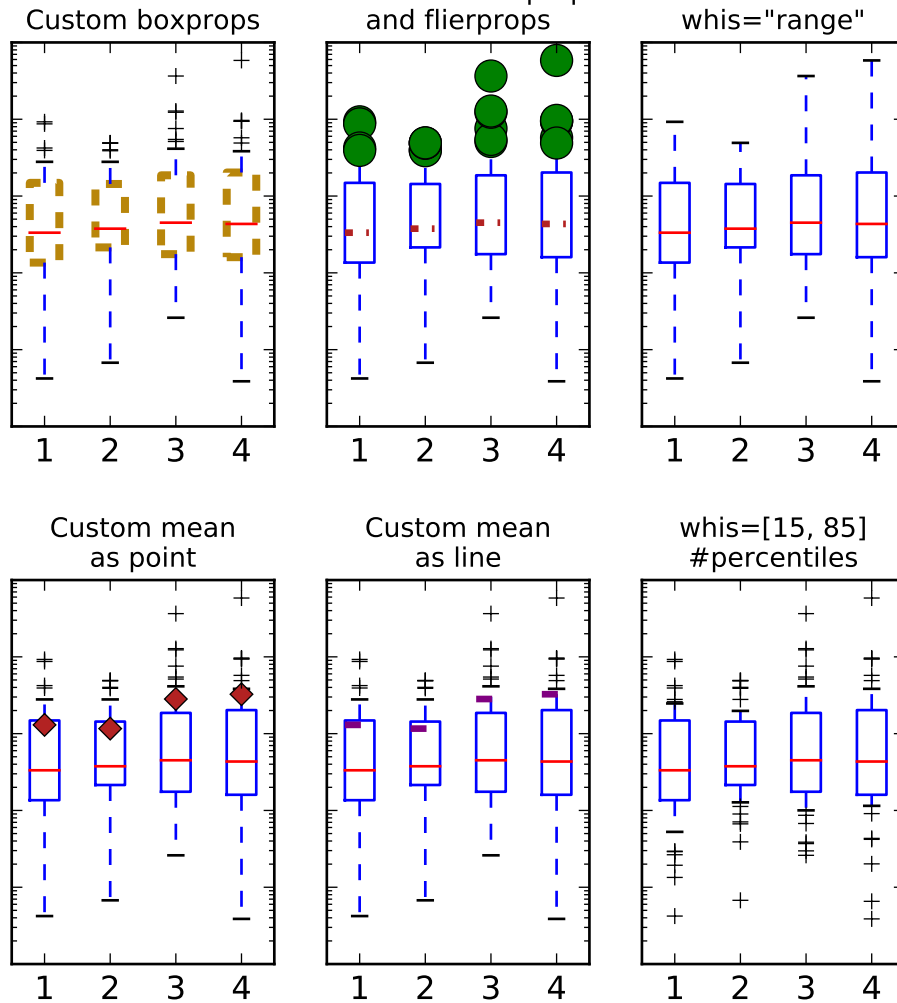 Custom boxprops
and flierprops
whis="range"
1 2 3 4
1 2 3 4
1 2 3 4
Custom mean
as point
Custom mean
as line
whis=[15, 85]
#percentiles
1 2 3 4
1 2 3 4
1 2 3 4